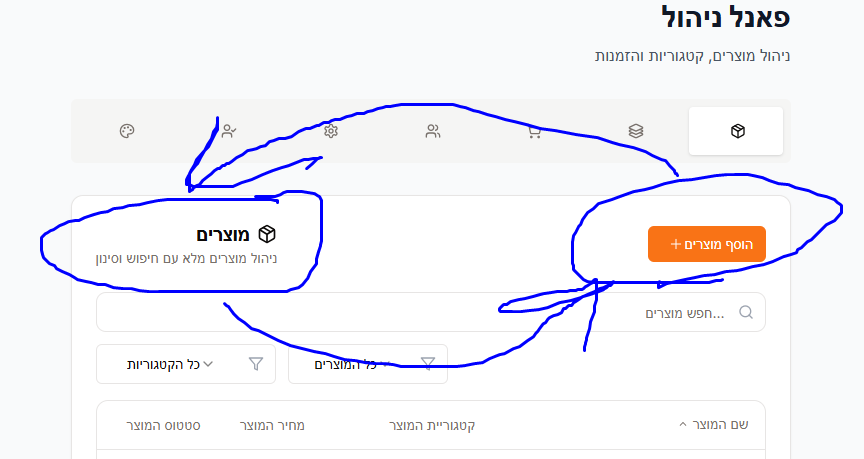 פאנל ניהול
ניהול מוצרים, קטגוריות והזמנות
הוסף מוצרים +
מוצרים
ניהול מוצרים מלא עם חיפוש וסינון
חפש מוצרים...
כל המוצרים
כל הקטגוריות
שם המוצר
קטגוריית המוצר
מחיר המוצר
סטטוס המוצר